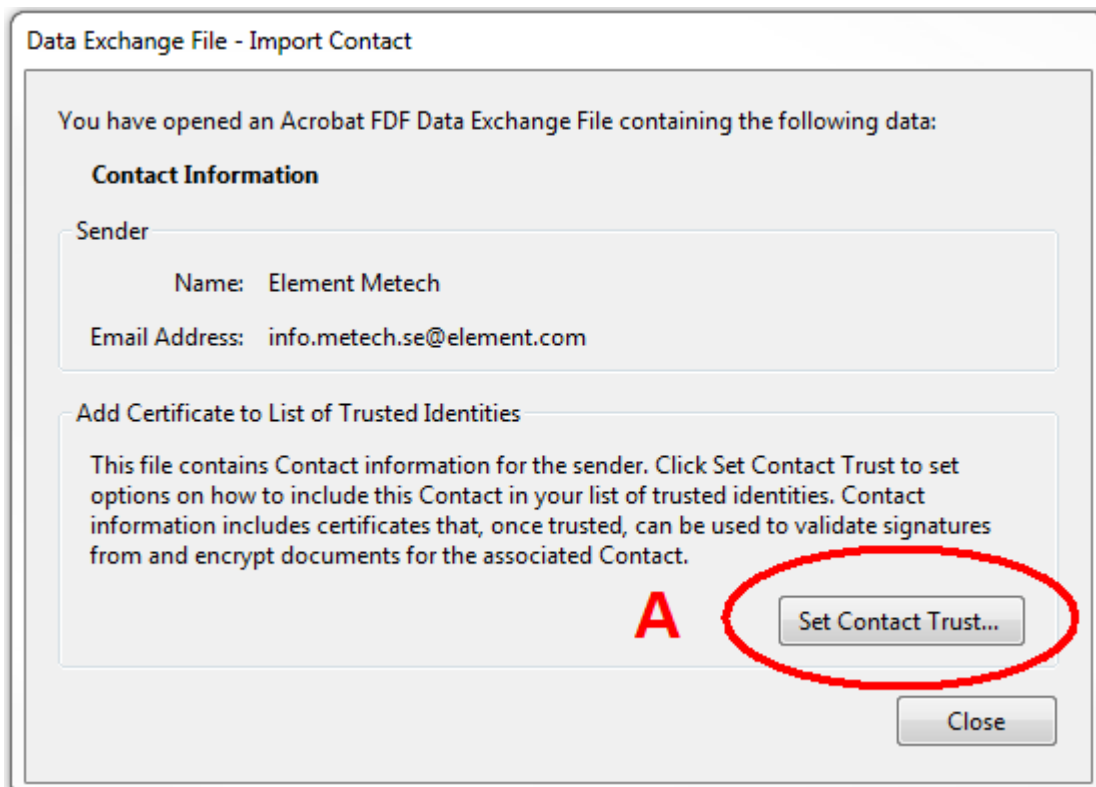 Data Exchange File - Import Contact
You have opened an Acrobat FDF Data Exchange File containing the following data:
Contact Information
Sender
Name: Element Metech
Email Address: info.metech.se@element.com
Add Certificate to List of Trusted Identities
This file contains Contact information for the sender. Click Set Contact Trust to set
options on how to include this Contact in your list of trusted identities. Contact
information includes certificates that, once trusted, can be used to validate signatures
from and encrypt documents for the associated Contact.
A
Set Contact Trust...
Close